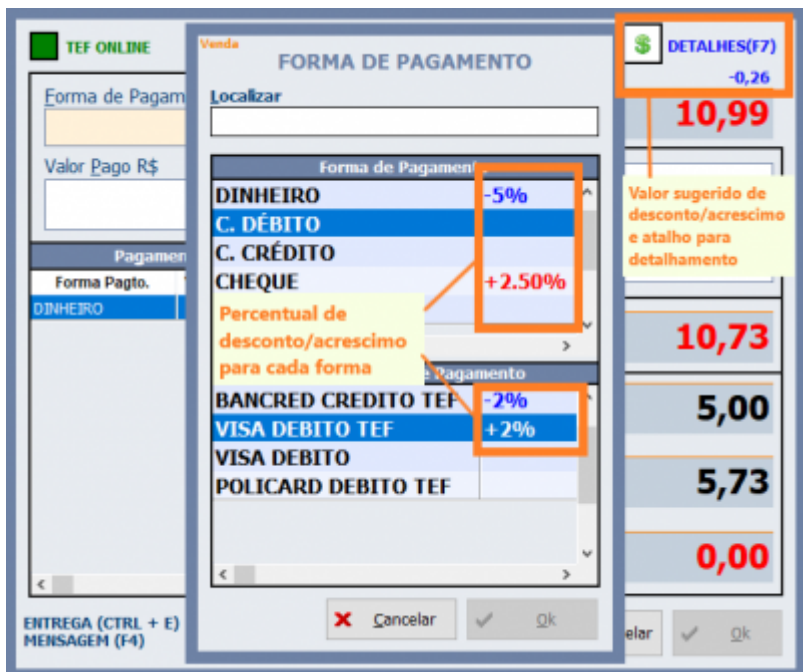 TEF ONLINE
Forma de Pagam
Valor Pago R$
Pagamen
Forma Pagto.
DINHEIRO
ENTREGA (CTRL + E)
MENSAGEM (F4)
Venda
FORMA DE PAGAMENTO
Localizar
Forma de Pagament
DINHEIRO -5%
C. DÉBITO
C. CRÉDITO
CHEQUE +2.50%
Percentual de
desconto/acrescimo
para cada forma
e Pagamento
BANCRED CREDITO TEF -2%
VISA DEBITO TEF +2%
VISA DEBITO
POLICARD DEBITO TEF
Cancelar
Ok
$ DETALHES(F7)
-0,26
10,99
Valor sugerido de
desconto/acrescimo
e atalho para
detalhamento
10,73
5,00
5,73
0,00
elar
Ok